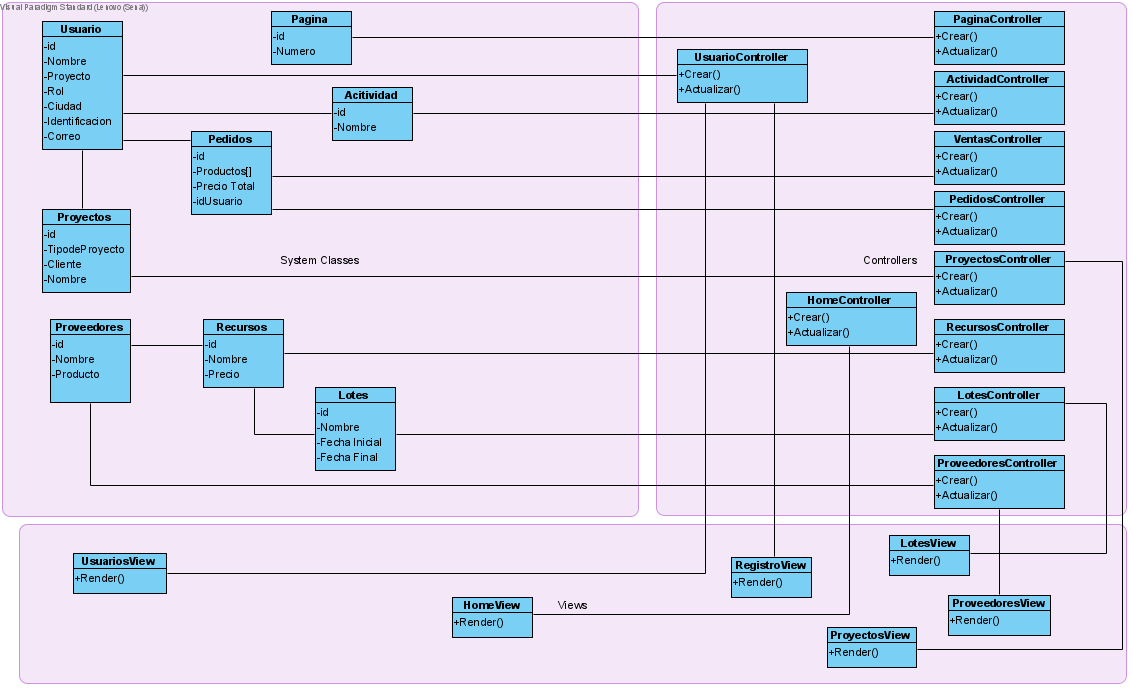 Visual Paradigm Standard (Lenovo (Sena))
Usuario
-id
-Nombre
-Proyecto
-Rol
-Ciudad
-Identificacion
-Correo
Pagina
-id
-Numero
Acitividad
-id
-Nombre
Pedidos
-id
-Productos[]
-Precio Total
-idUsuario
Proyectos
-id
-TipodeProyecto
-Cliente
-Nombre
System Classes
Proveedores
-id
-Nombre
-Producto
Recursos
-id
-Nombre
-Precio
Lotes
-id
-Nombre
-Fecha Inicial
-Fecha Final
UsuarioController
+Crear()
+Actualizar()
PaginaController
+Crear()
+Actualizar()
ActividadController
+Crear()
+Actualizar()
VentasController
+Crear()
+Actualizar()
PedidosController
+Crear()
+Actualizar()
Controllers
ProyectosController
+Crear()
+Actualizar()
HomeController
+Crear()
+Actualizar()
RecursosController
+Crear()
+Actualizar()
LotesController
+Crear()
+Actualizar()
ProveedoresController
+Crear()
+Actualizar()
UsuariosView
+Render()
HomeView
+Render()
Views
RegistroView
+Render()
LotesView
+Render()
ProveedoresView
+Render()
ProyectosView
+Render()